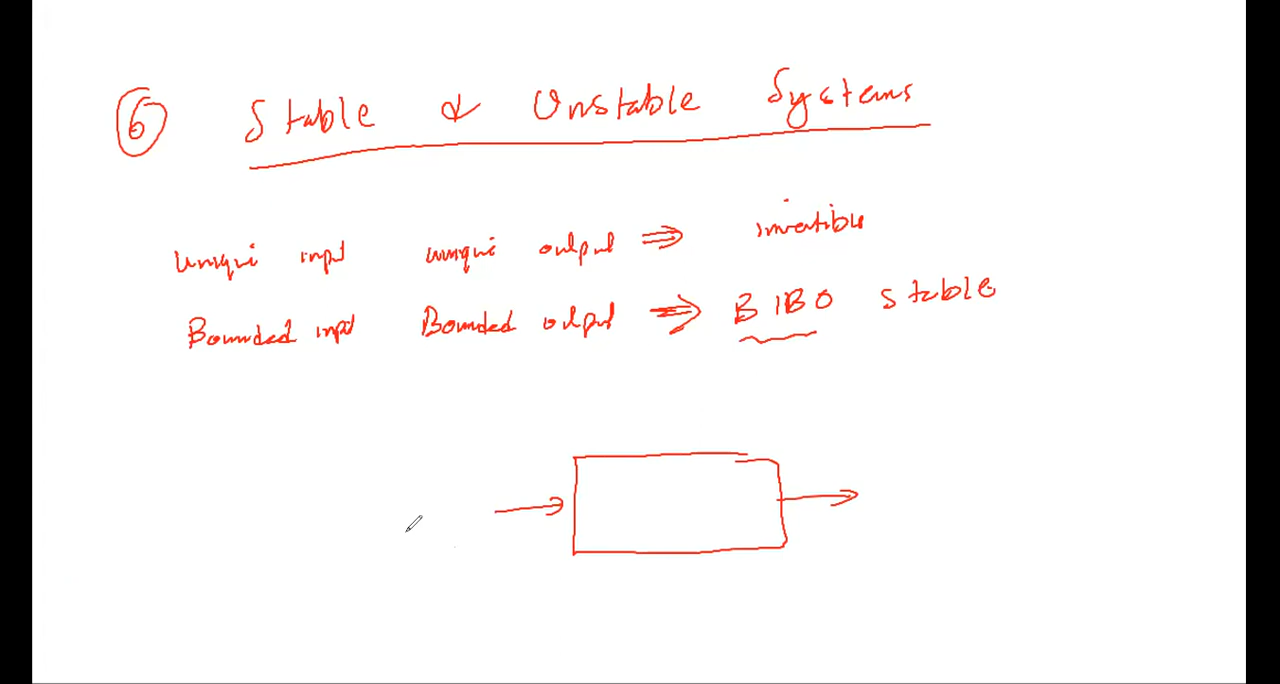 6 Stable & Unstable Systems
Unique input unique output ⇒ invertible
Bounded input Bounded output ⇒ BIBO stable